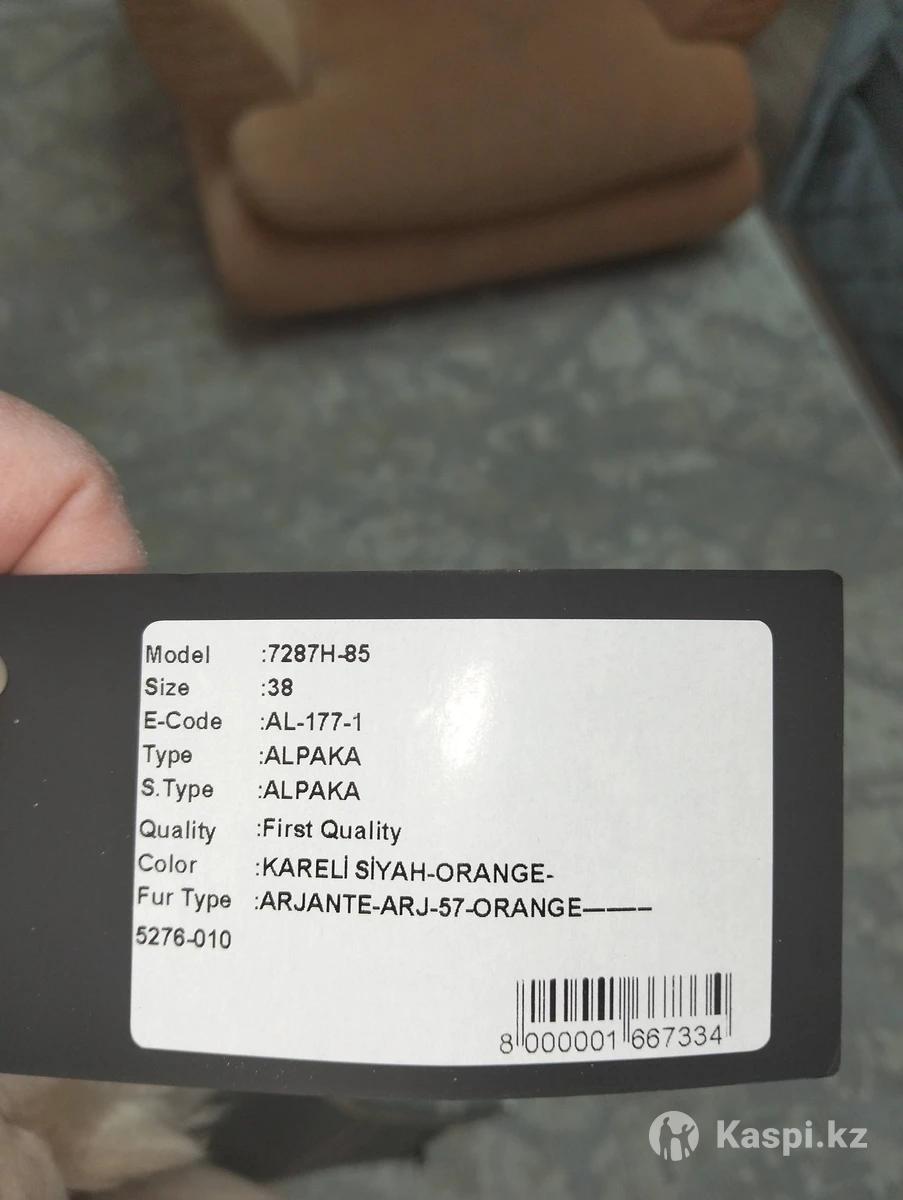 Model :7287H-85
Size :38
E-Code :AL-177-1
Type :ALPAKA
S.Type :ALPAKA
Quality :First Quality
Color :KARELİ SİYAH-ORANGE-
Fur Type :ARJANTE-ARJ-57-ORANGE———–
5276-010
8 000001 667334
Kaspi.kz